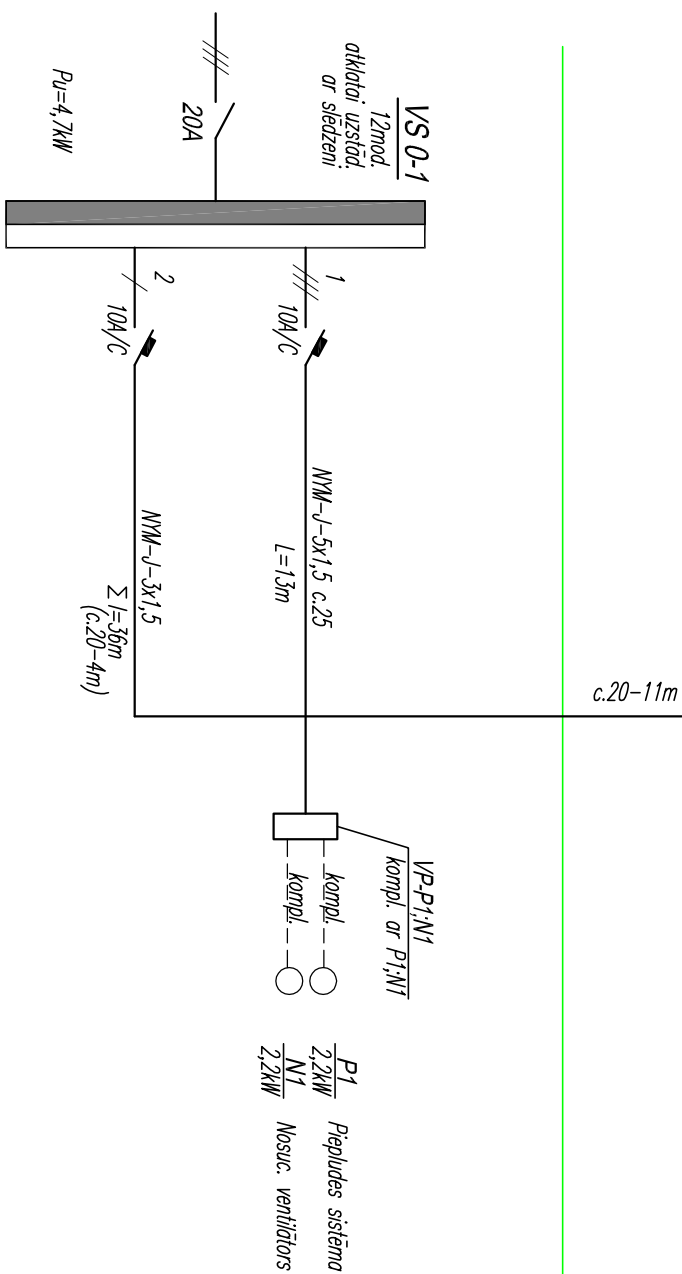 VS 0-1
12mod.
atklātai uzstād.
ar slēdzeni
20A
Pu=4,7kW
1
10A/C
2
10A/C
NYM-J-5x1,5 c.25
L=13m
NYM-J-3x1,5
Σl=36m
(c.20-4m)
c.20-11m
VP-P1;N1
kompl. ar P1;N1
kompl.
kompl.
P1
2,2kW
Pieplūdes sistēma
N1
2,2kW
Nosūc. ventilātors